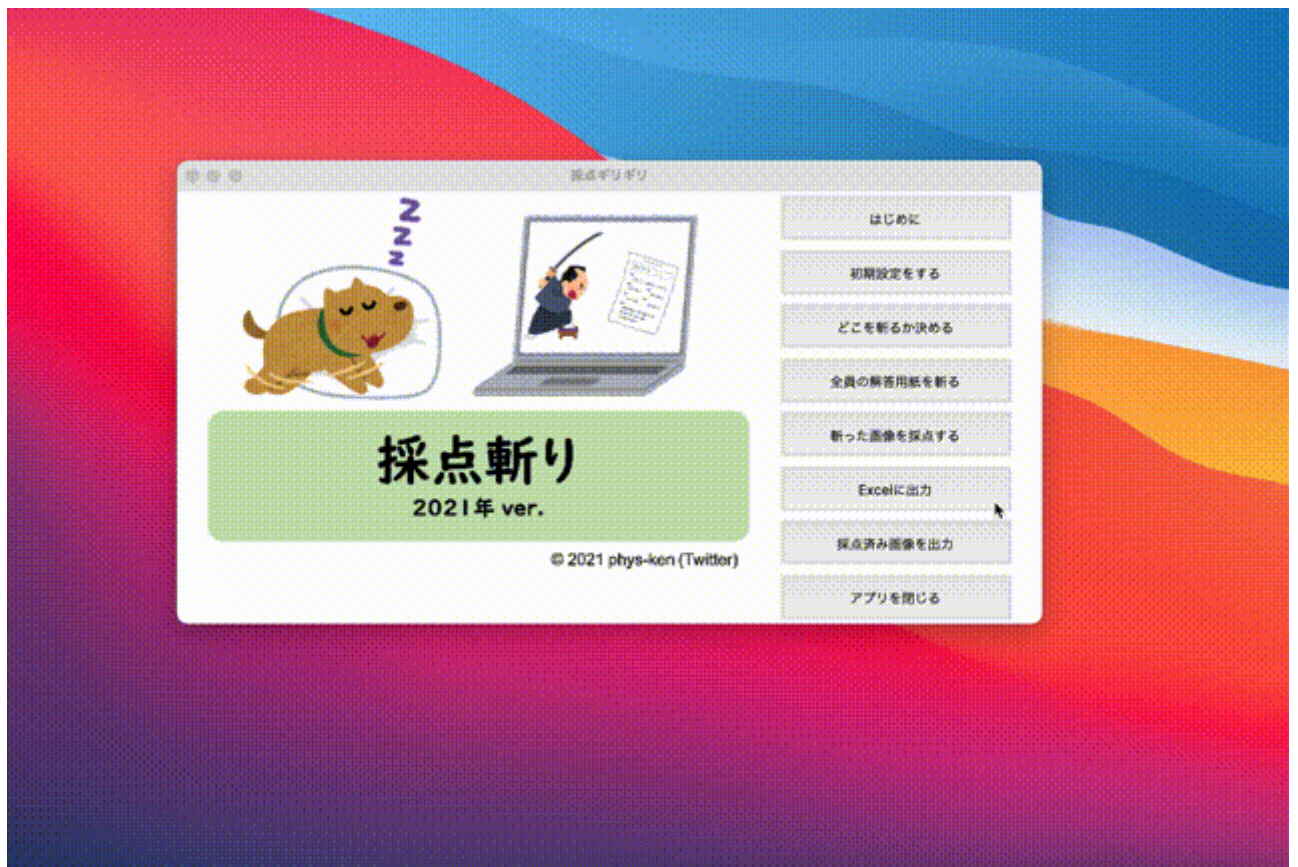 採点ギリギリ
z
z
z
採点斬り
2021年 ver.
© 2021 phys-ken (Twitter)
はじめに
初期設定をする
どこを斬るか決める
全員の解答用紙を斬る
斬った画像を採点する
Excelに出力
採点済み画像を出力
アプリを閉じる